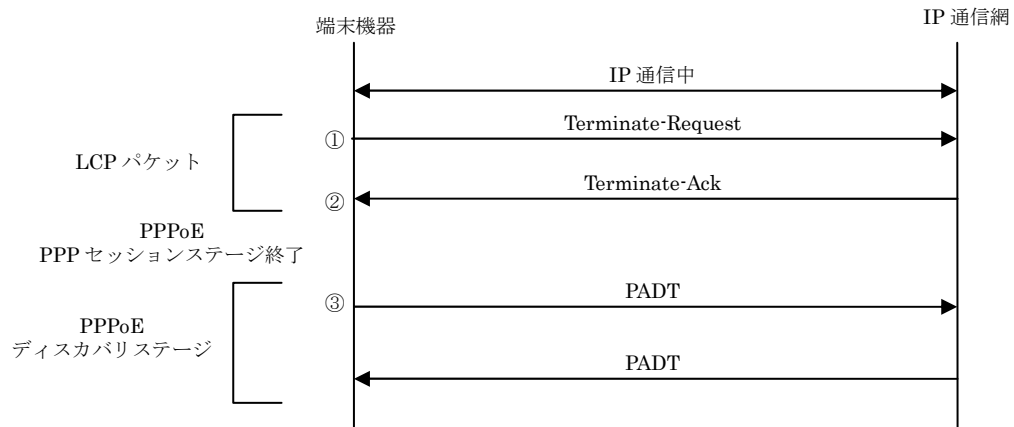 端末機器
IP 通信網
IP 通信中
①
Terminate-Request
LCP パケット
②
Terminate-Ack
PPPoE
PPP セッションステージ終了
③
PADT
PPPoE
ディスカバリステージ
PADT